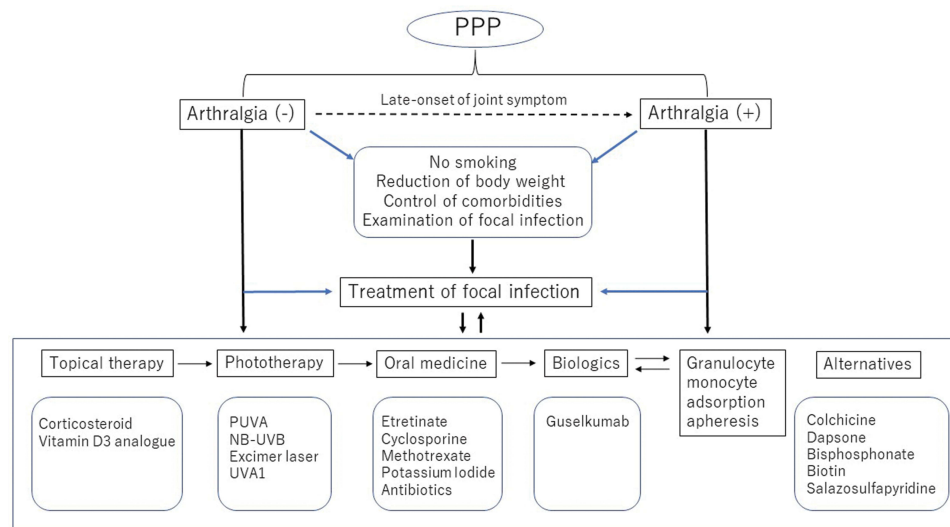 PPP
Arthralgia (-)
Late-onset of joint symptom
Arthralgia (+)
No smoking
Reduction of body weight
Control of comorbidities
Examination of focal infection
Treatment of focal infection
Topical therapy
Phototherapy
Oral medicine
Biologics
Granulocyte
monocyte
adsorption
apheresis
Alternatives
Corticosteroid
Vitamin D3 analogue
PUVA
NB-UVB
Excimer laser
UVA1
Etretinate
Cyclosporine
Methotrexate
Potassium Iodide
Antibiotics
Guselkumab
Colchicine
Dapsone
Bisphosphonate
Biotin
Salazosulfapyridine